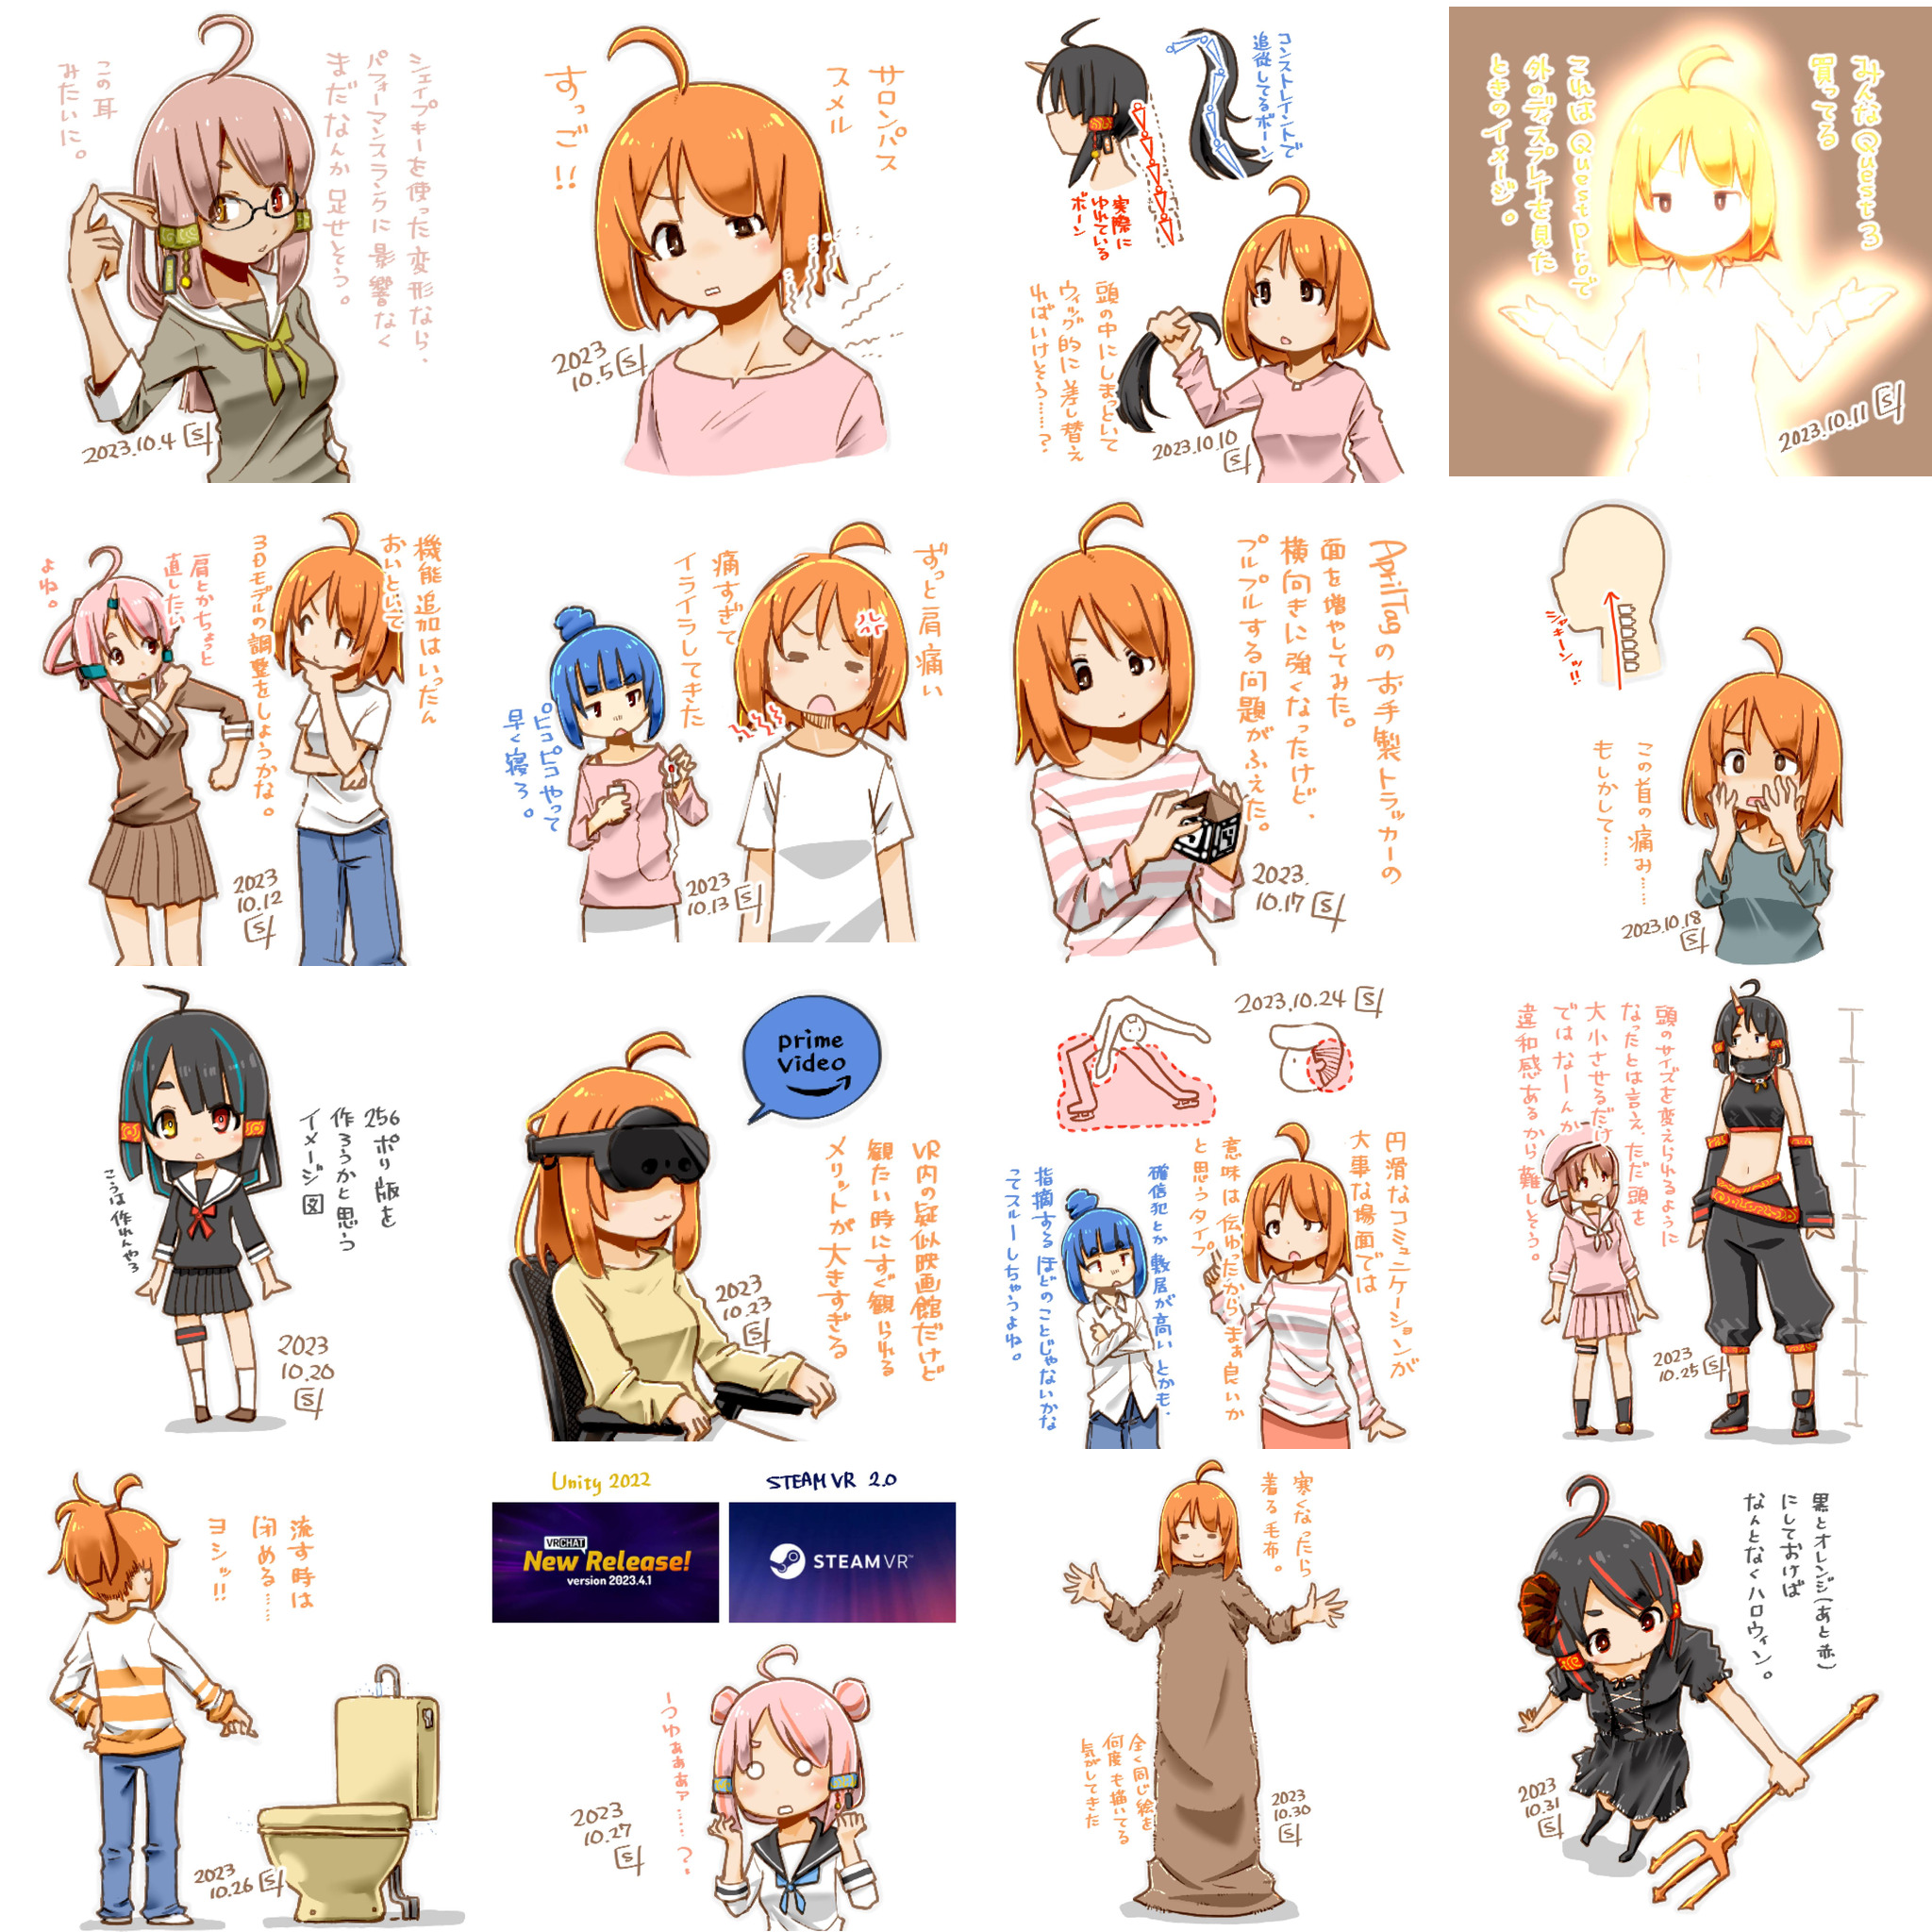 シェイプキーを使った変形なら、
パフォーマンスランクに影響なく
まだなんか足せそう。
この耳
みたいに。
2023.10.4
サロンパス
スメル
すっご!!
2023
10.5
コンストレイントで
追従してるボーン
実際に
ゆれている
ボーン
頭の中にしまっといて
ウィッグ的に差し替え
ればいけそう……?
2023.10.10
みんなQuest3
買ってる
これはQuestProで
外のディスプレイを見た
ときのイメージ。
2023.10.11
機能追加はいったん
おいといて
3Dモデルの調整をしようかな。
肩とかちょっと
直したい
よね。
2023
10.12
ずっと肩痛い
痛すぎて
イライラしてきた
ピコピコやって
早く寝ろ。
2023
10.13
AprilTagのお手製トラッカーの
面を増やしてみた。
横向きに強くなったけど、
プルプルする問題がふえた。
2023.
10.17
シャキーンッ!!
この首の痛み……
もしかして……
2023.10.18
256ポリ版を
作ろうかと思う
イメージ図
こうは作れんやろ
2023
10.20
prime
video
VR内の疑似映画館だけど
観たい時にすぐ観られる
メリットが大きすぎる
2023
10.23
2023.10.24
円滑なコミュニケーションが
大事な場面では
意味は伝わったからまぁ良いか
と思うタイプ
確信犯とか敷居が高いとかも、
指摘するほどのことじゃないかな
ってスルーしちゃうよね。
頭のサイズを変えられるように
なったとは言え、ただ頭を
大小させるだけ
ではなーんか
違和感あるから難しそう。
2023
10.25
流す時は
閉める……
ヨシッ!!
2023
10.26
Unity 2022
STEAM VR 2.0
VRCHAT
New Release!
version 2023.4.1
STEAMVR™
2023
10.27
寒くなったら
着る毛布。
全く同じ絵を
何度も描いてる
気がしてきた
2023
10.30
黒とオレンジ(あと赤)
にしておけば
なんとなくハロウィン。
2023
10.31